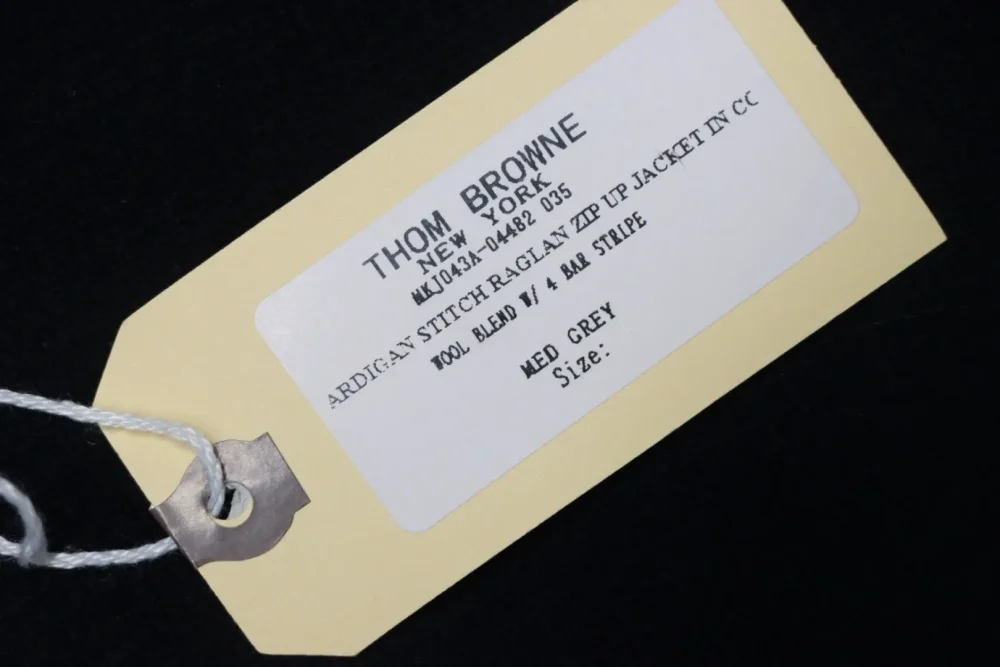 THOM BROWNE
NEW YORK
MKJ043A-04482 035
ARDIGAN STITCH RAGLAN ZIP UP JACKET IN CC
WOOL BLEND W/ 4 BAR STRIPE
MED GREY
Size: